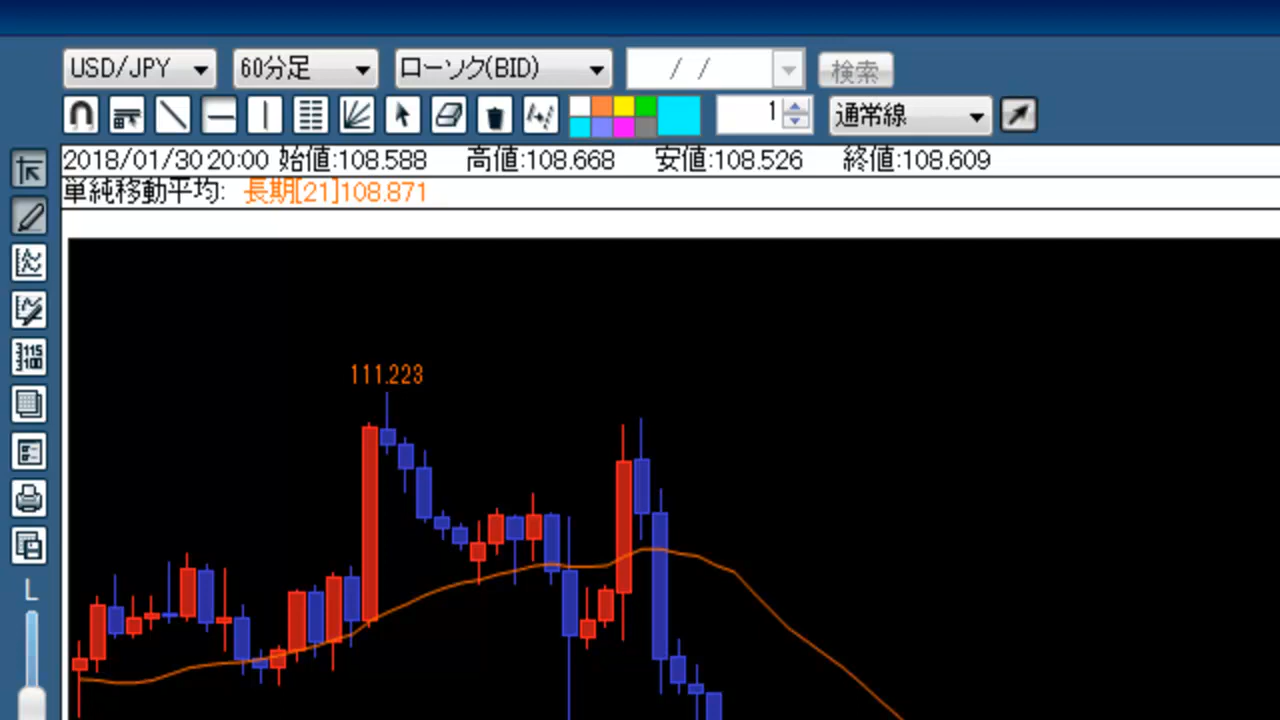 USD/JPY 60分足 ローソク(BID) / / 検索
1 通常線
2018/01/30 20:00 始値:108.588 高値:108.668 安値:108.526 終値:108.609
単純移動平均: 長期[21]108.871
115
100
111.223
L